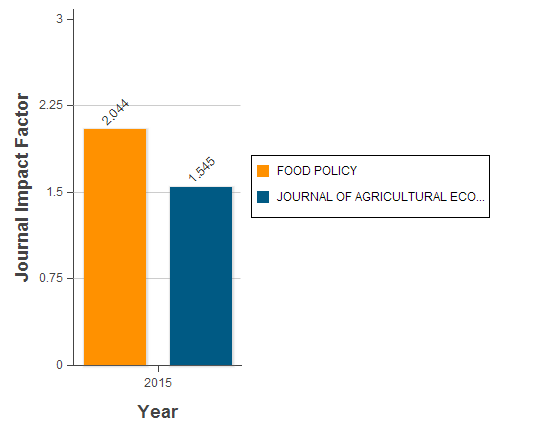 3
2.25
1.5
0.75
0
Journal Impact Factor
2.044
1.545
2015
Year
FOOD POLICY
JOURNAL OF AGRICULTURAL ECO...